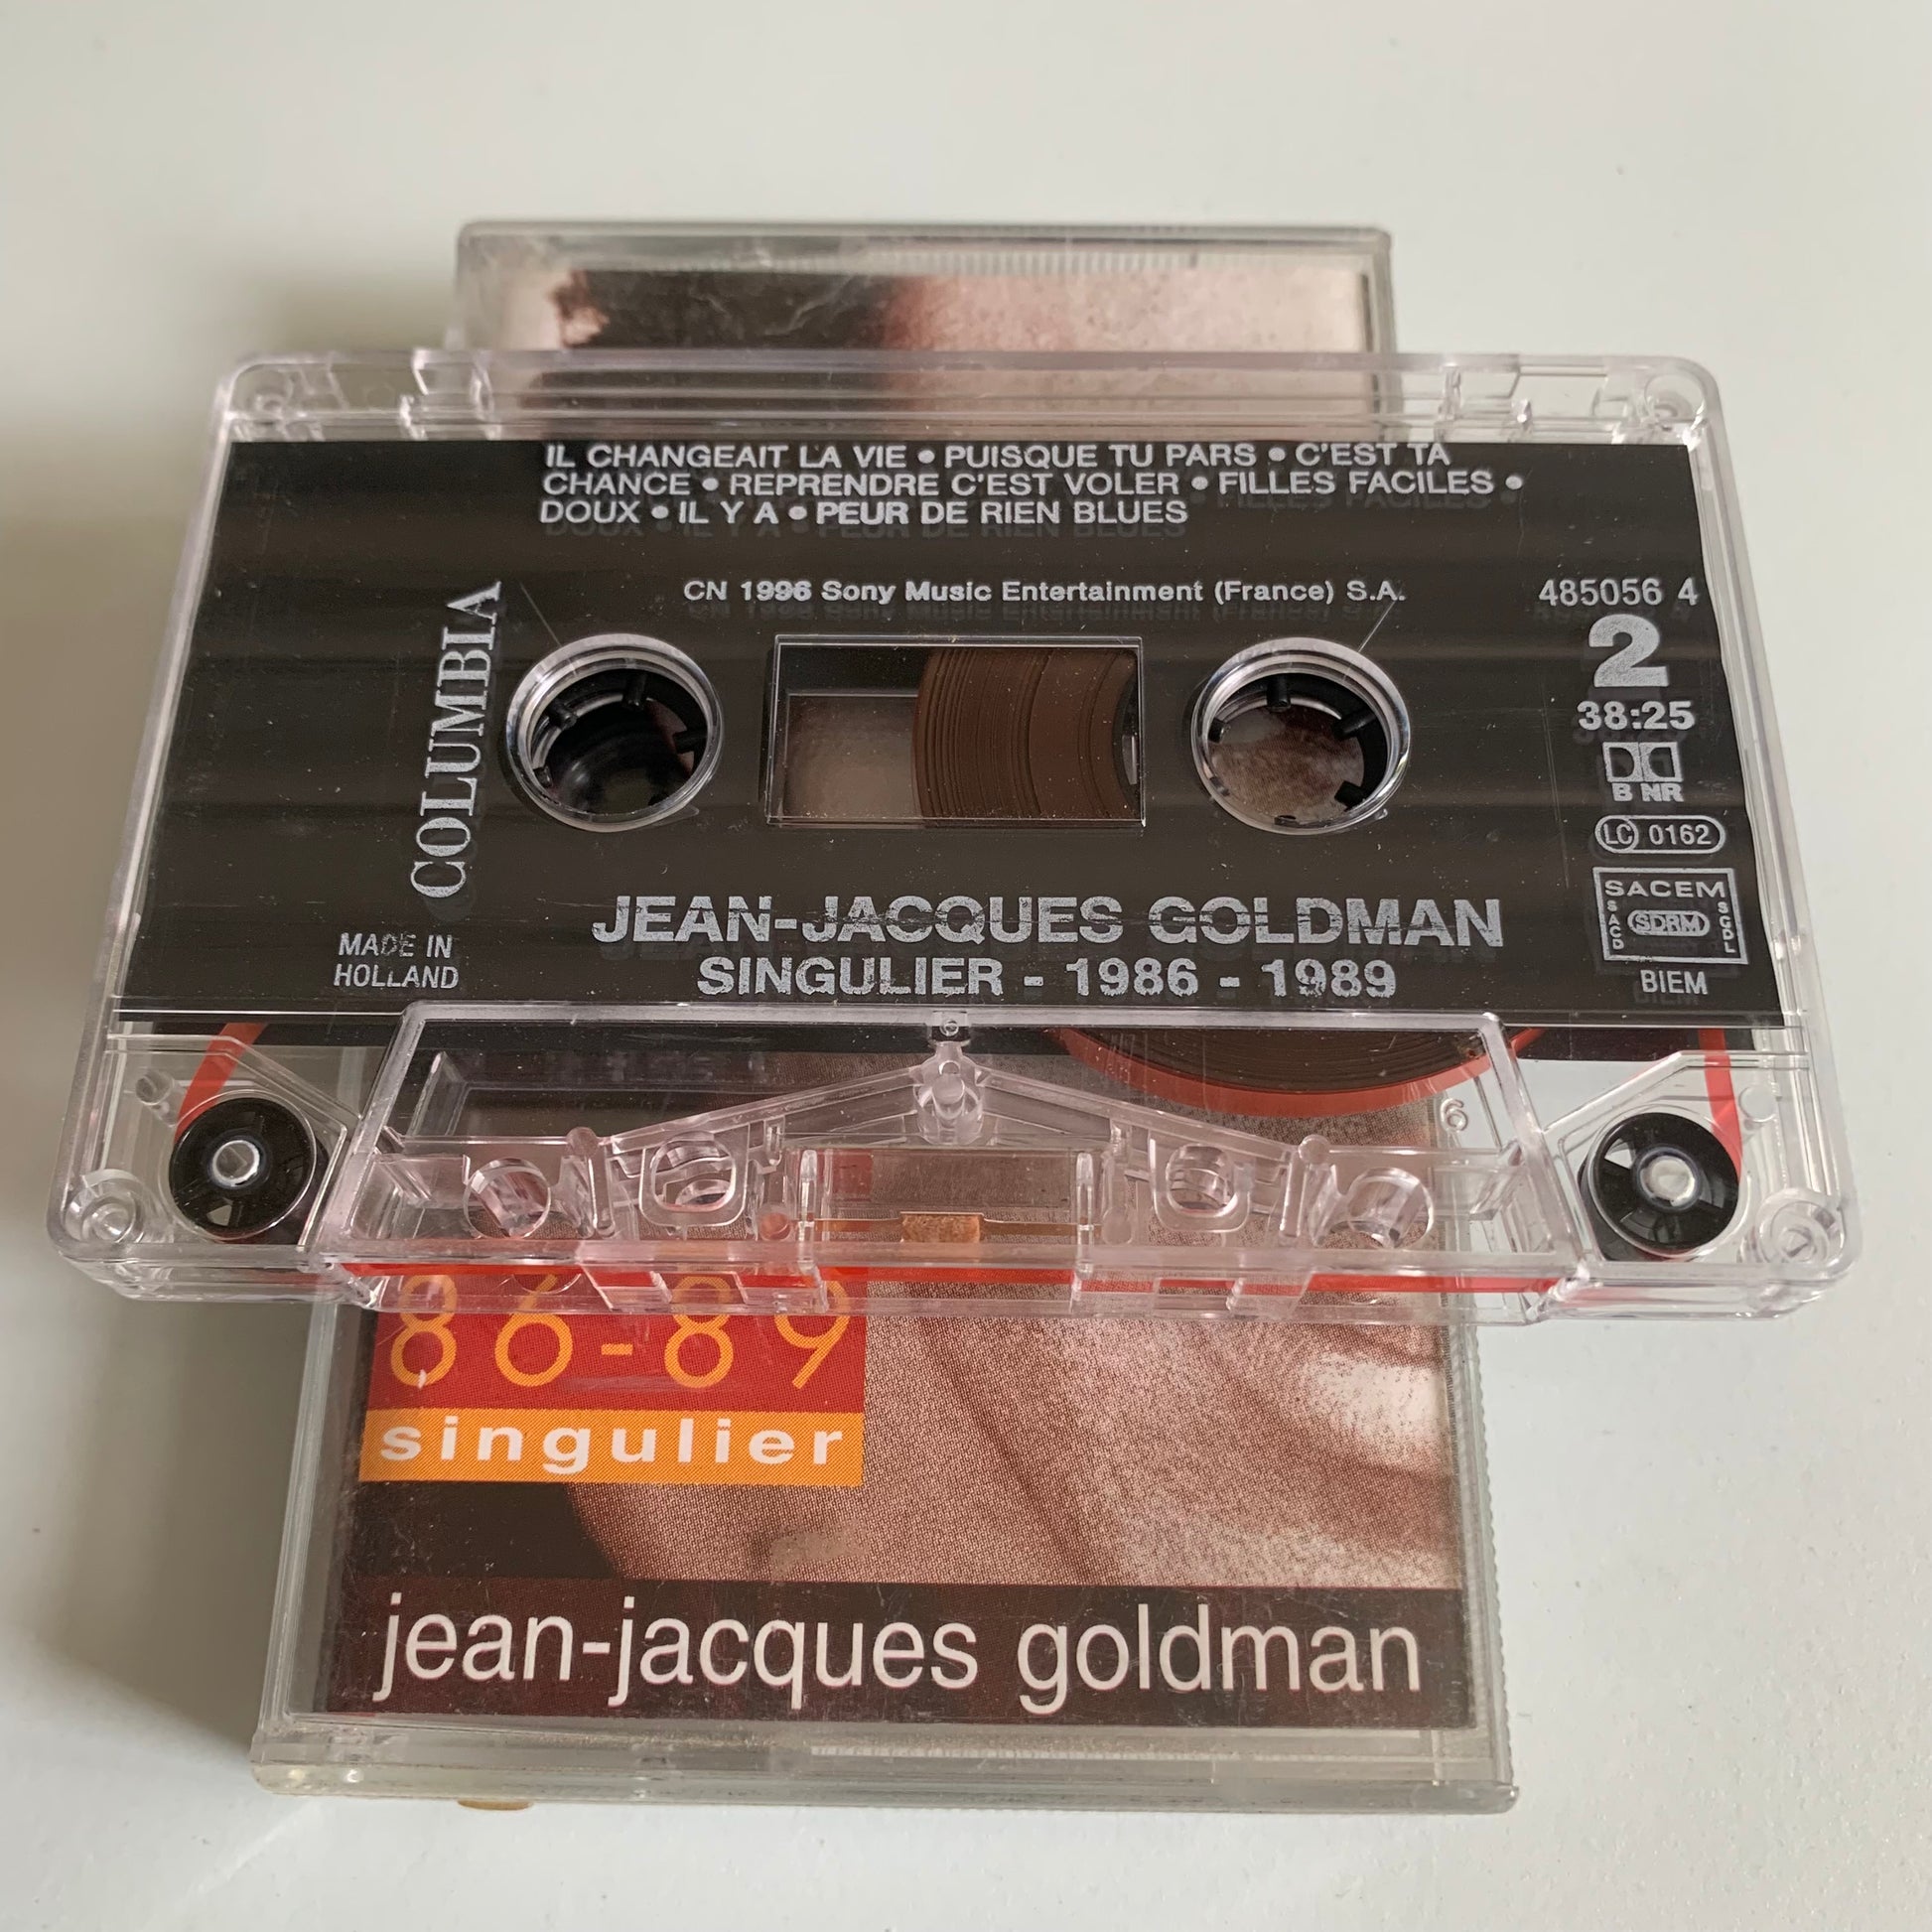 IL CHANGEAIT LA VIE • PUISQUE TU PARS • C'EST TA
CHANCE • REPRENDRE C'EST VOLER • FILLES FACILES •
DOUX • IL Y A • PEUR DE RIEN BLUES
CN 1996 Sony Music Entertainment (France) S.A.
485056 4
2
38:25
B NR
LC 0162
SACEM
SACD
SDRM
SGDL
BIEM
COLUMBIA
MADE IN
HOLLAND
JEAN-JACQUES GOLDMAN
SINGULIER - 1986 - 1989
6
86-89
singulier
jean-jacques goldman